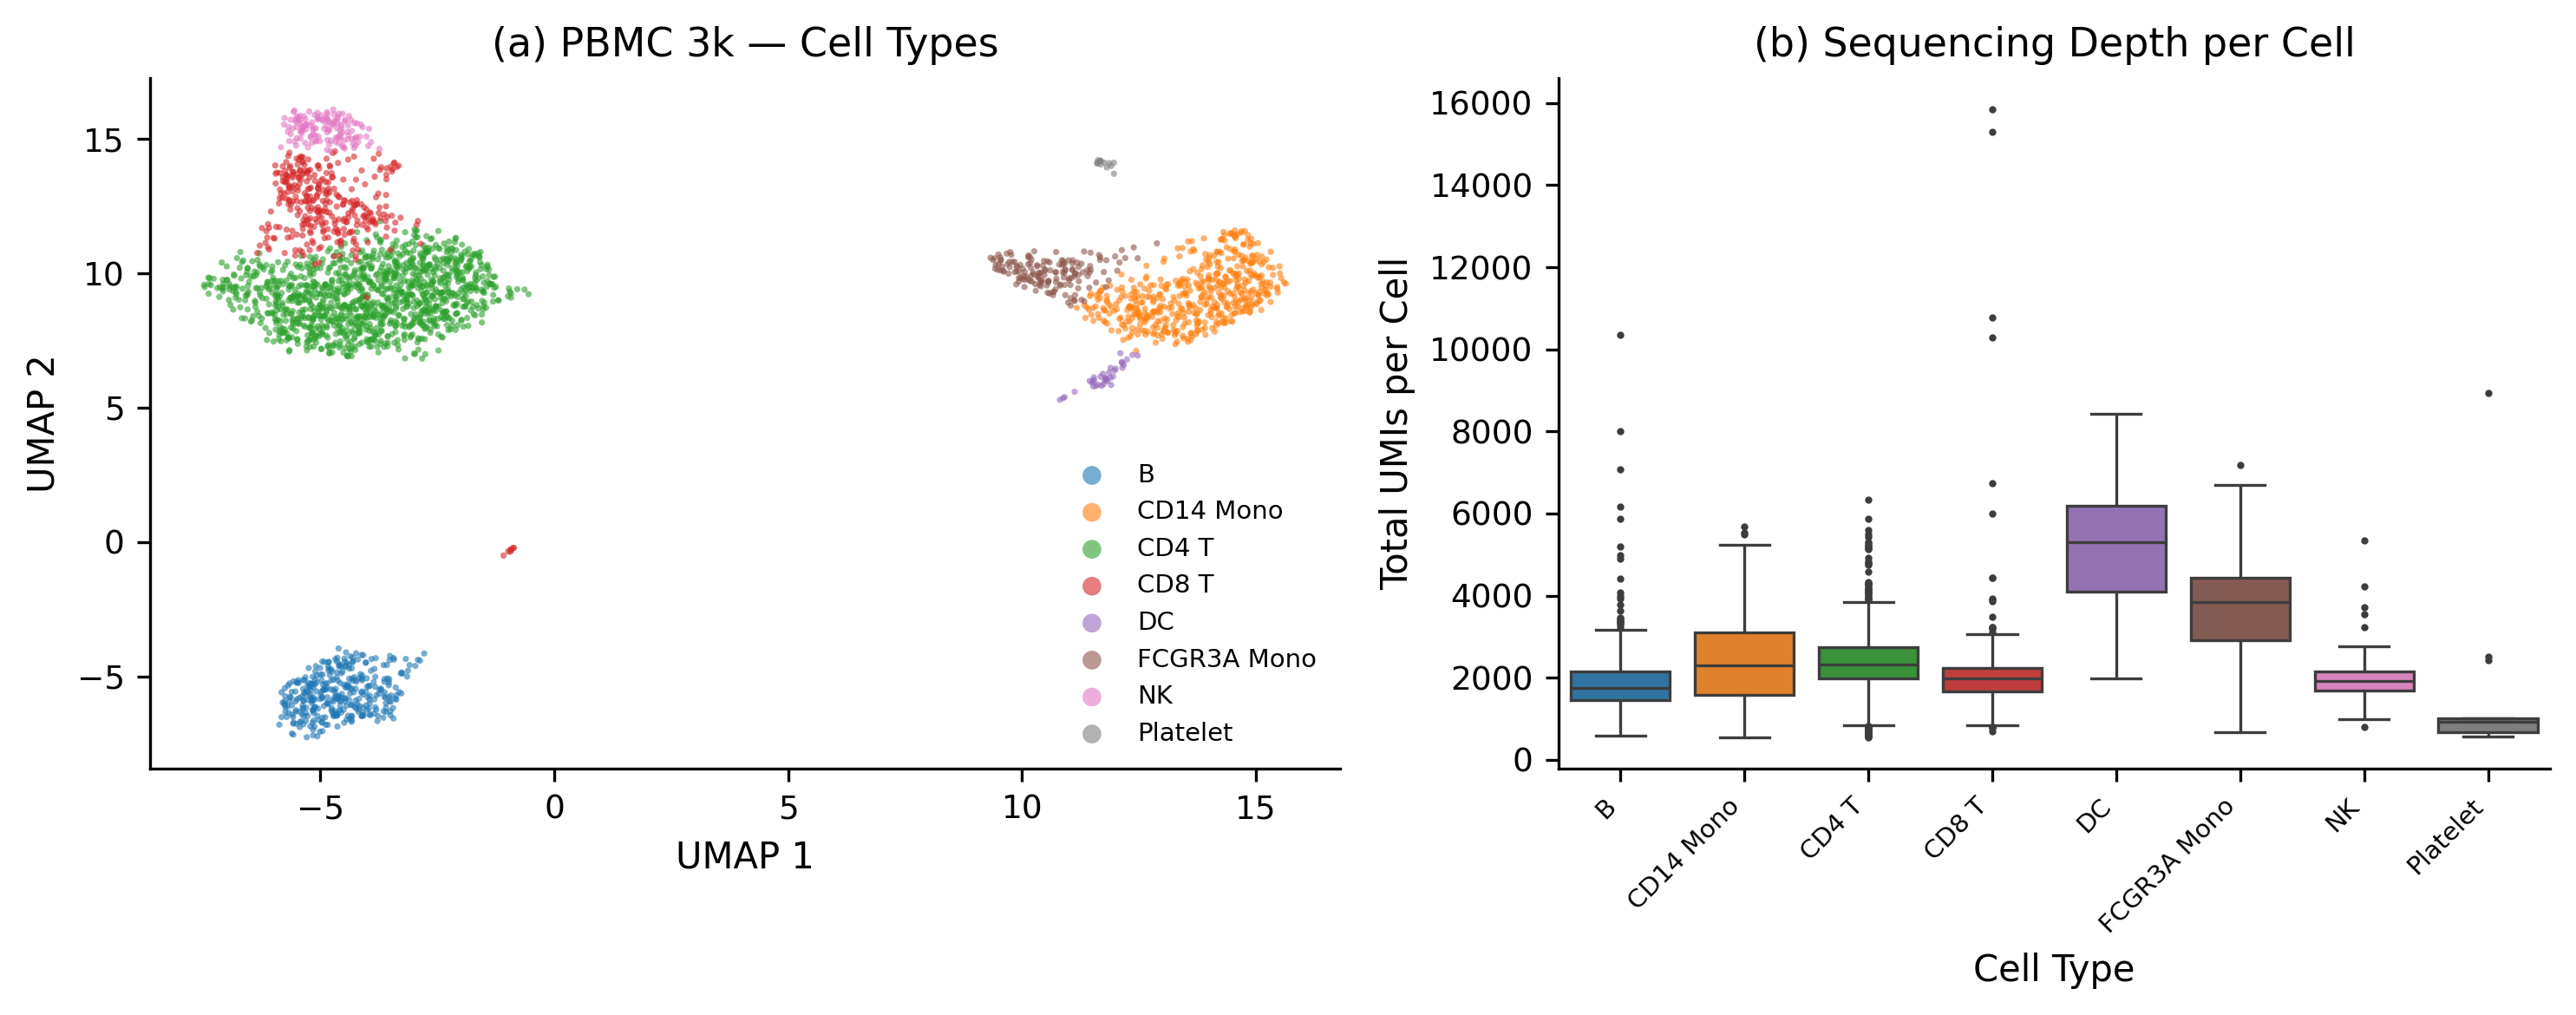 (a) PBMC 3k — Cell Types
UMAP 2
15
10
5
0
−5
−5
0
5
10
15
UMAP 1
B
CD14 Mono
CD4 T
CD8 T
DC
FCGR3A Mono
NK
Platelet
(b) Sequencing Depth per Cell
Total UMIs per Cell
16000
14000
12000
10000
8000
6000
4000
2000
0
B
CD14 Mono
CD4 T
CD8 T
DC
FCGR3A Mono
NK
Platelet
Cell Type